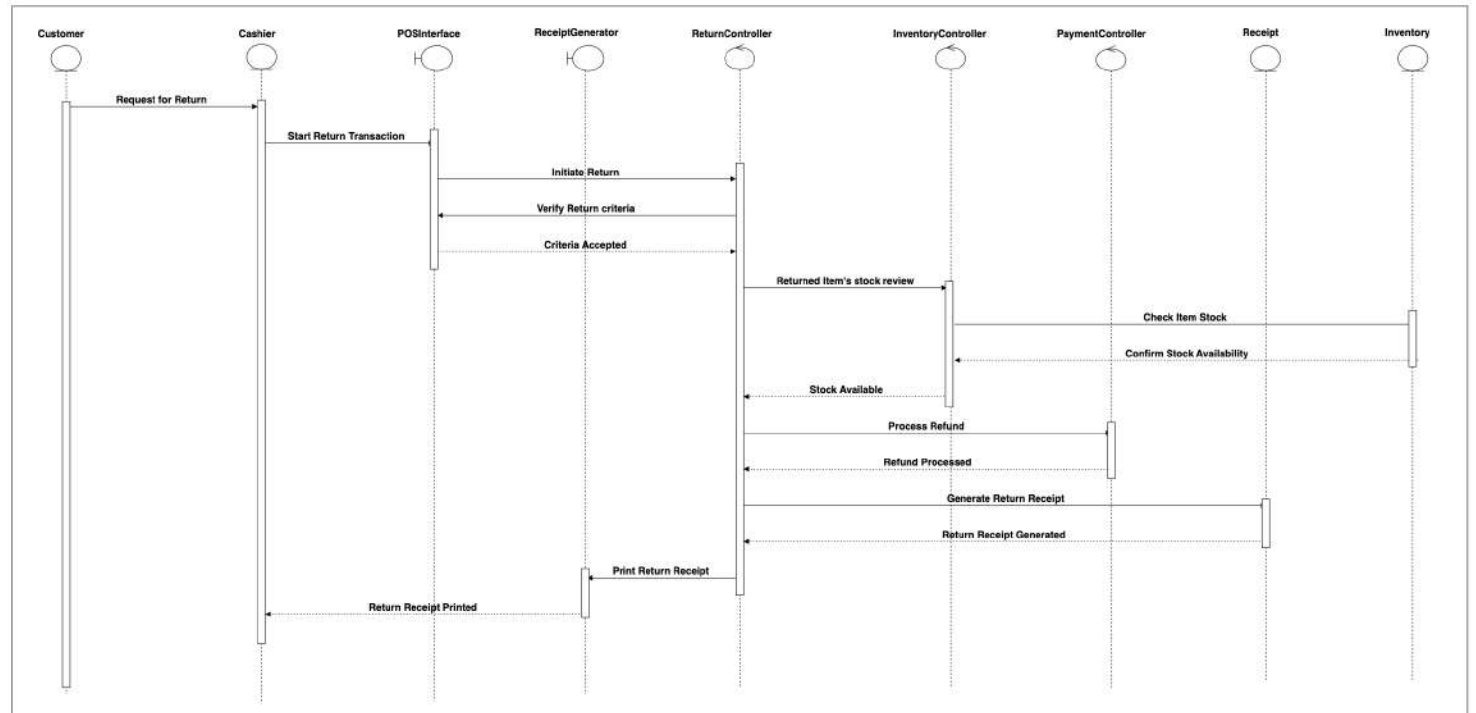 Customer
Cashier
POSInterface
ReceiptGenerator
ReturnController
InventoryController
PaymentController
Receipt
Inventory
Request for Return
Start Return Transaction
Initiate Return
Verify Return criteria
Criteria Accepted
Returned Item's stock review
Check Item Stock
Confirm Stock Availability
Stock Available
Process Refund
Refund Processed
Generate Return Receipt
Return Receipt Generated
Print Return Receipt
Return Receipt Printed